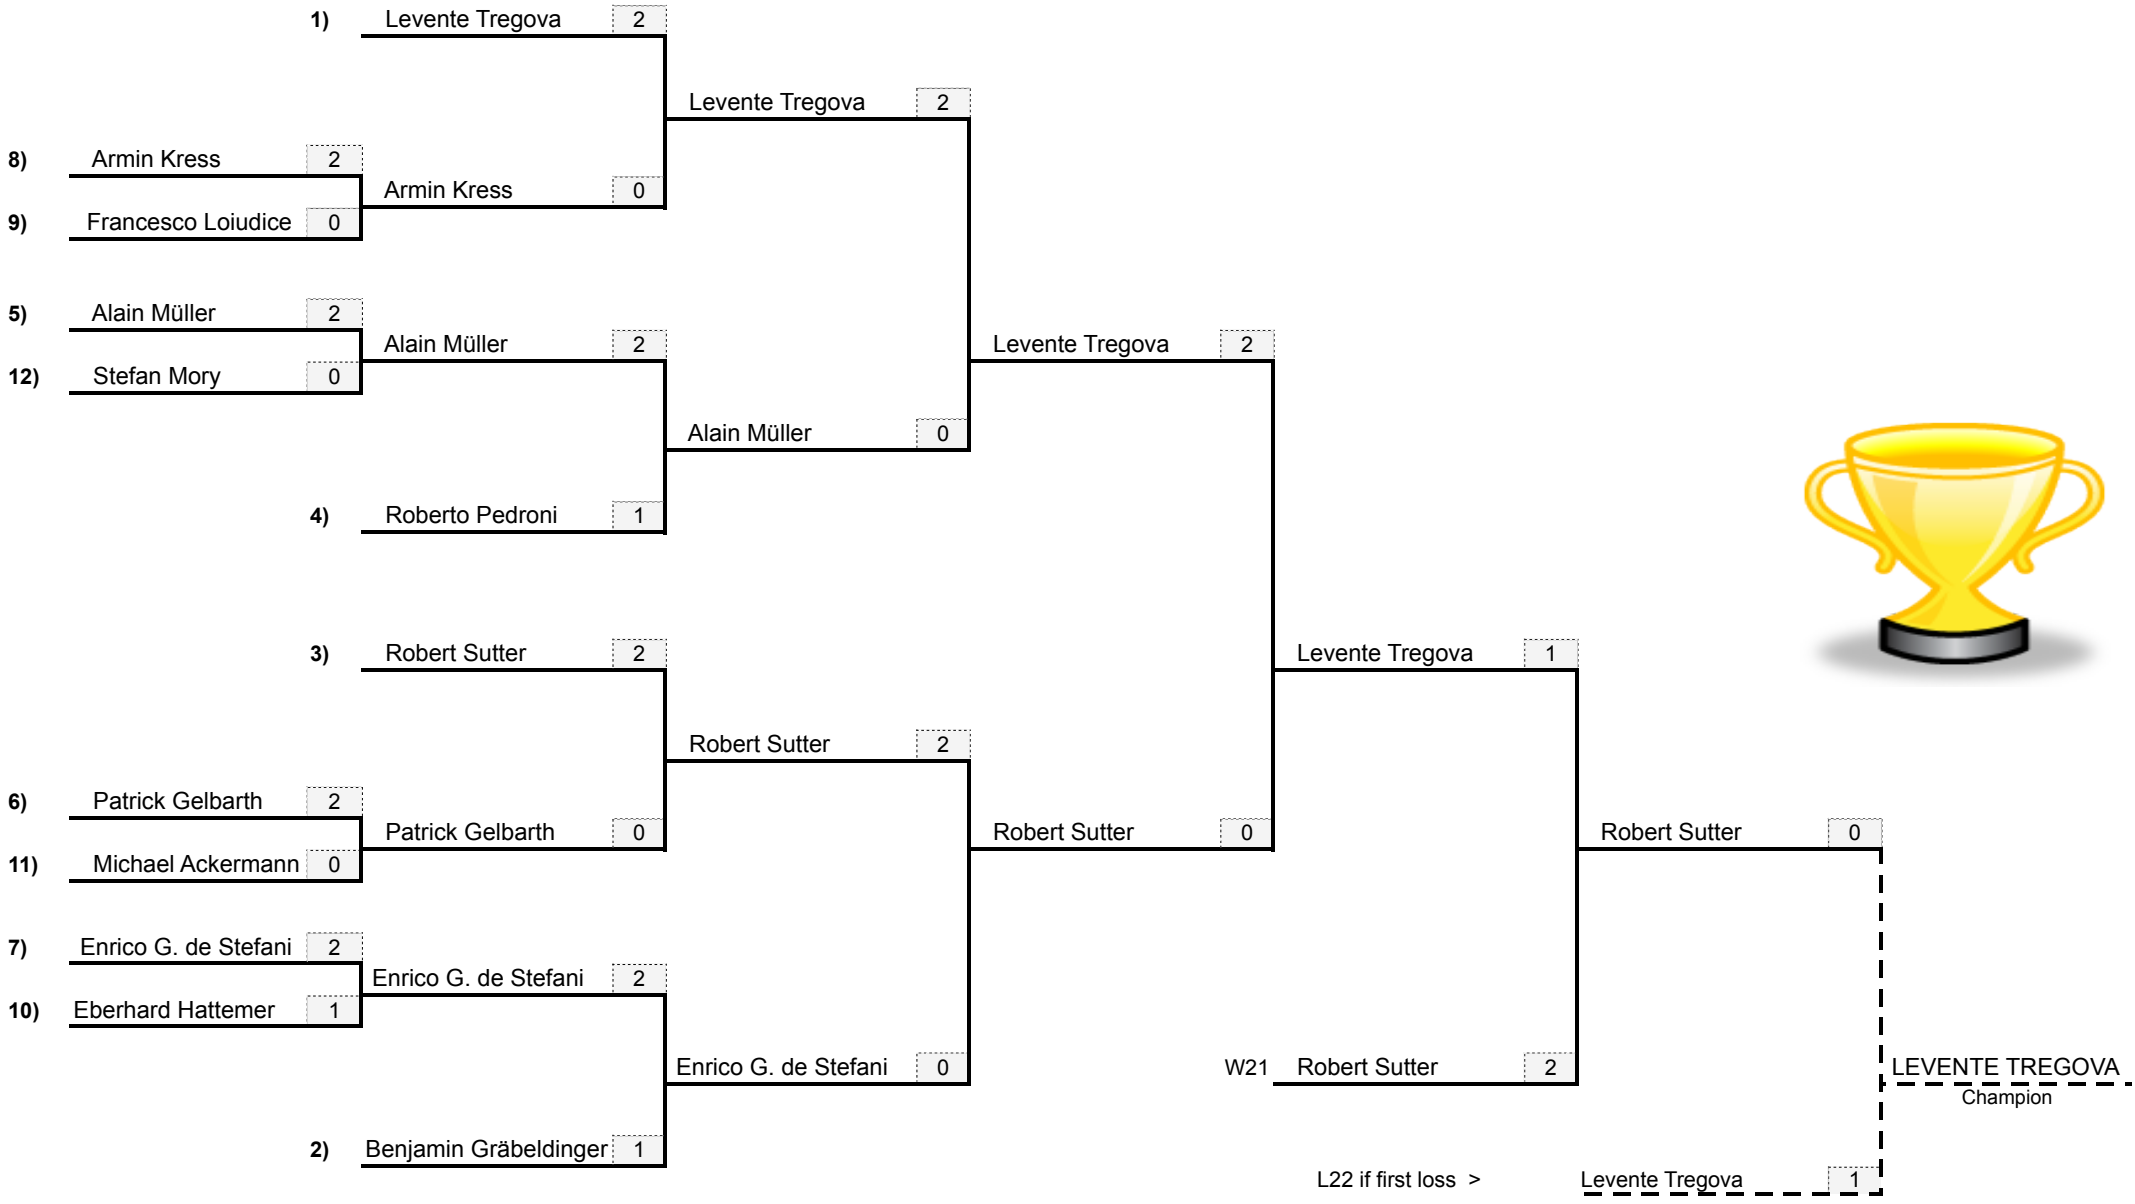 1) Levente Tregova 2
Levente Tregova 2
8) Armin Kress 2
Armin Kress 0
9) Francesco Loiudice 0
5) Alain Müller 2
Alain Müller 2
Levente Tregova 2
12) Stefan Mory 0
Alain Müller 0
4) Roberto Pedroni 1
3) Robert Sutter 2
Levente Tregova 1
Robert Sutter 2
6) Patrick Gelbarth 2
Patrick Gelbarth 0
Robert Sutter 0
Robert Sutter 0
11) Michael Ackermann 0
7) Enrico G. de Stefani 2
Enrico G. de Stefani 2
10) Eberhard Hattemer 1
Enrico G. de Stefani 0
W21 Robert Sutter 2
LEVENTE TREGOVA
Champion
2) Benjamin Gräbeldinger 1
L22 if first loss > Levente Tregova 1